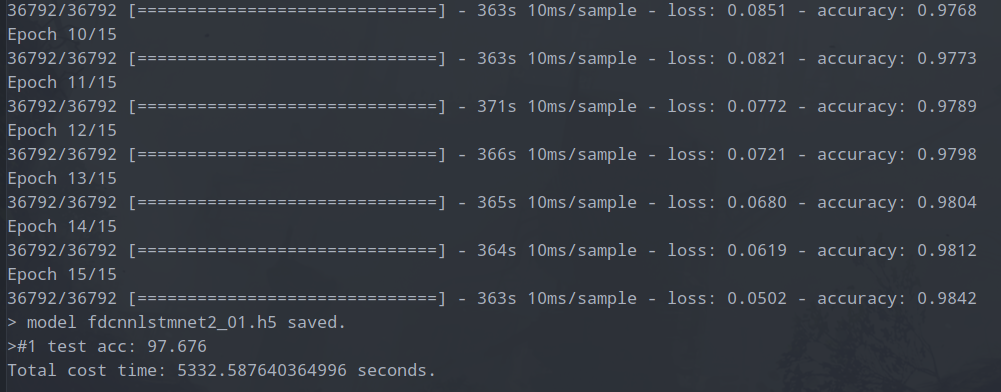 36792/36792 [==============================] - 363s 10ms/sample - loss: 0.0851 - accuracy: 0.9768
Epoch 10/15
36792/36792 [==============================] - 363s 10ms/sample - loss: 0.0821 - accuracy: 0.9773
Epoch 11/15
36792/36792 [==============================] - 371s 10ms/sample - loss: 0.0772 - accuracy: 0.9789
Epoch 12/15
36792/36792 [==============================] - 366s 10ms/sample - loss: 0.0721 - accuracy: 0.9798
Epoch 13/15
36792/36792 [==============================] - 365s 10ms/sample - loss: 0.0680 - accuracy: 0.9804
Epoch 14/15
36792/36792 [==============================] - 364s 10ms/sample - loss: 0.0619 - accuracy: 0.9812
Epoch 15/15
36792/36792 [==============================] - 363s 10ms/sample - loss: 0.0502 - accuracy: 0.9842
> model fdcnnlstmnet2_01.h5 saved.
>#1 test acc: 97.676
Total cost time: 5332.587640364996 seconds.